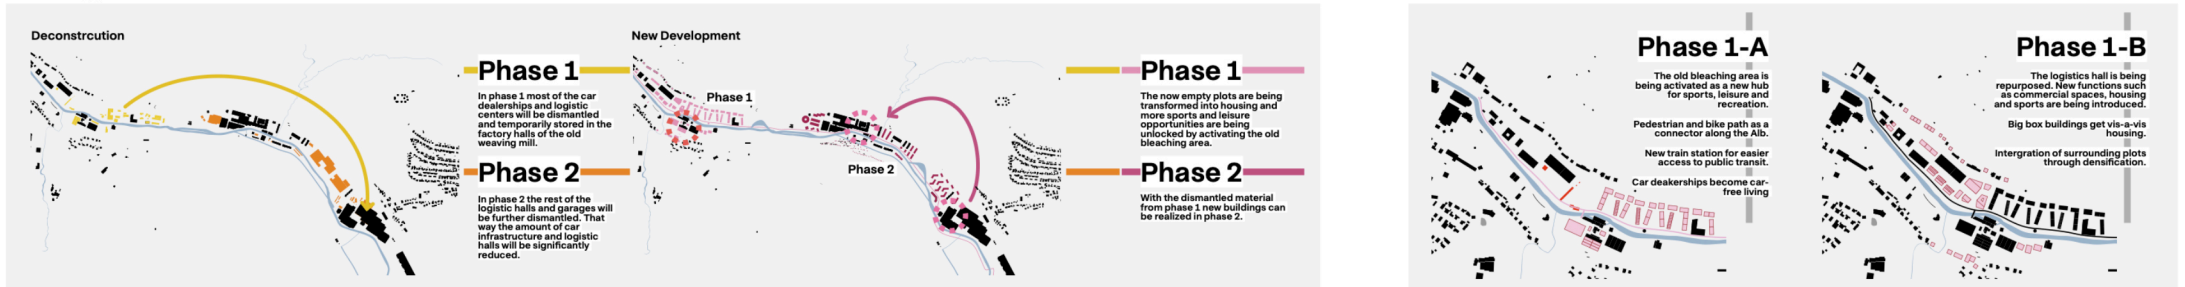 Deconstrcution
Phase 1
In phase 1 most of the car
dealerships and logistic
centers will be dismantled
and temporarily stored in the
factory halls of the old
weaving mill.
Phase 2
In phase 2 the rest of the
logistic halls and garages will
be further dismantled. That
way the amount of car
infrastructure and logistic
halls will be significantly
reduced.
New Development
Phase 1
Phase 2
Phase 1
The now empty plots are being
transformed into housing and
more sports and leisure
opportunities are being
unlocked by activating the old
bleaching area.
Phase 2
With the dismantled material
from phase 1 new buildings can
be realized in phase 2.
Phase 1-A
The old bleaching area is
being activated as a new hub
for sports, leisure and
recreation.
Pedestrian and bike path as a
connector along the Alb.
New train station for easier
access to public transit.
Car deakerships become car-
free living
Phase 1-B
The logistics hall is being
repurposed. New functions such
as commercial spaces, housing
and sports are being introduced.
Big box buildings get vis-a-vis
housing.
Intergration of surrounding plots
through densification.